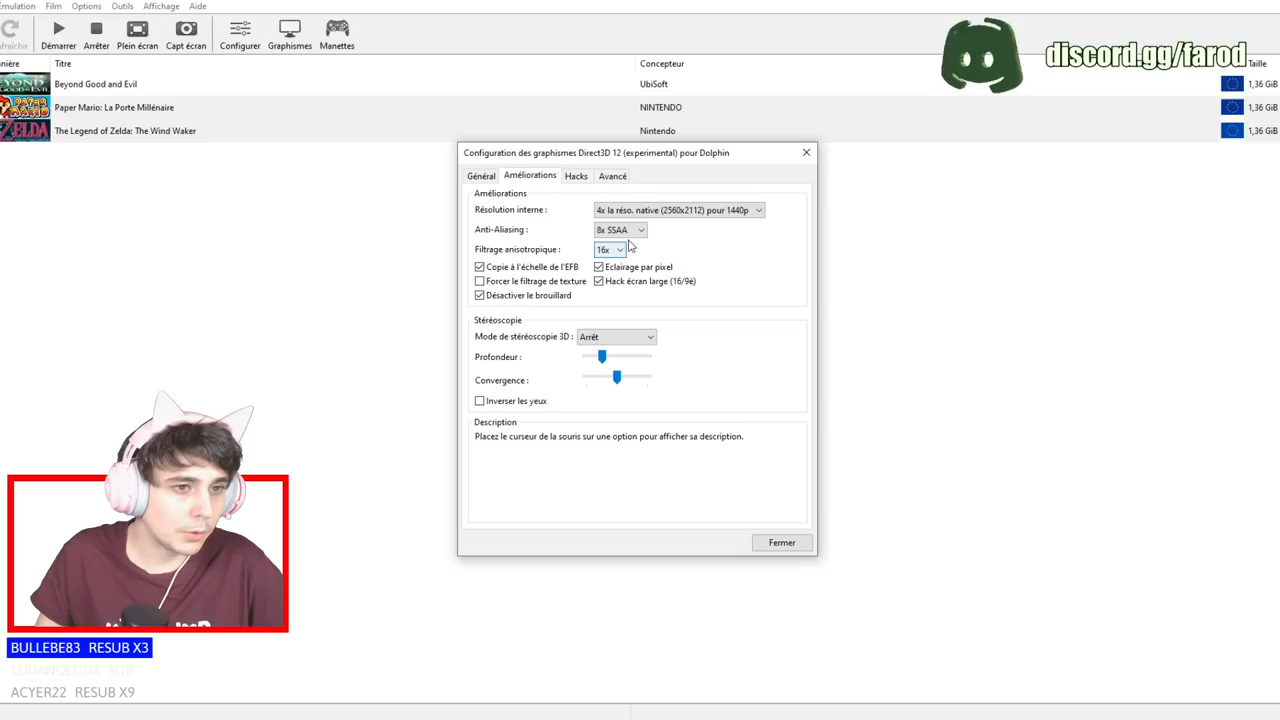 Émulation Film Options Outils Affichage Aide
Démarrer Arrêter Plein écran Capt écran Configurer Graphismes Manettes
discord.gg/farod
Titre Concepteur Taille
Beyond Good and Evil UbiSoft 1,36 GiB
Paper Mario: La Porte Millénaire NINTENDO 1,36 GiB
The Legend of Zelda: The Wind Waker Nintendo 1,36 GiB
Configuration des graphismes Direct3D 12 (experimental) pour Dolphin
Général Améliorations Hacks Avancé
Améliorations
Résolution interne : 4x la réso. native (2560x2112) pour 1440p
Anti-Aliasing : 8x SSAA
Filtrage anisotropique : 16x
Copie à l'échelle de l'EFB Eclairage par pixel
Forcer le filtrage de texture Hack écran large (16/9é)
Désactiver le brouillard
Stéréoscopie
Mode de stéréoscopie 3D : Arrêt
Profondeur :
Convergence :
Inverser les yeux
Description
Placez le curseur de la souris sur une option pour afficher sa description.
Fermer
BULLEBE83 RESUB X3
LUDANOLUDA SUB
ACYER22 RESUB X9